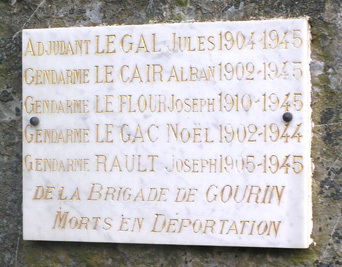 ADJUDANT LE GAL JULES 1904-1945
GENDARME LE CAIR ALBAN 1902-1945
GENDARME LE FLOUR JOSEPH 1910-1945
GENDARME LE GAC NOËL 1902-1944
GENDARME RAULT JOSEPH 1905-1945
DE LA BRIGADE DE GOURIN
MORTS EN DÉPORTATION